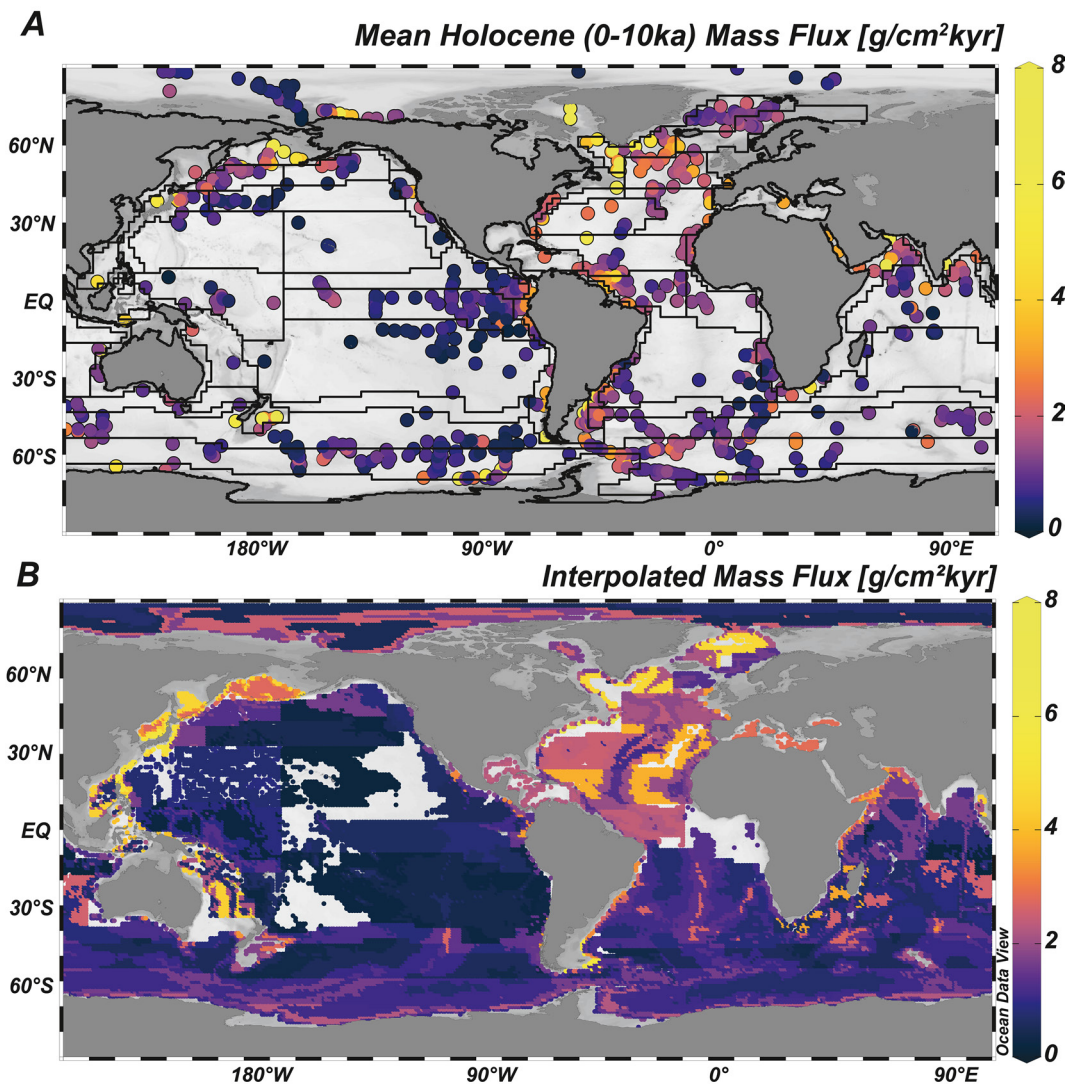 A
Mean Holocene (0-10ka) Mass Flux [g/cm²kyr]
8
6
4
2
0
60°N
30°N
EQ
30°S
60°S
180°W
90°W
0°
90°E
B
Interpolated Mass Flux [g/cm²kyr]
8
6
4
2
0
60°N
30°N
EQ
30°S
60°S
Ocean Data View
180°W
90°W
0°
90°E